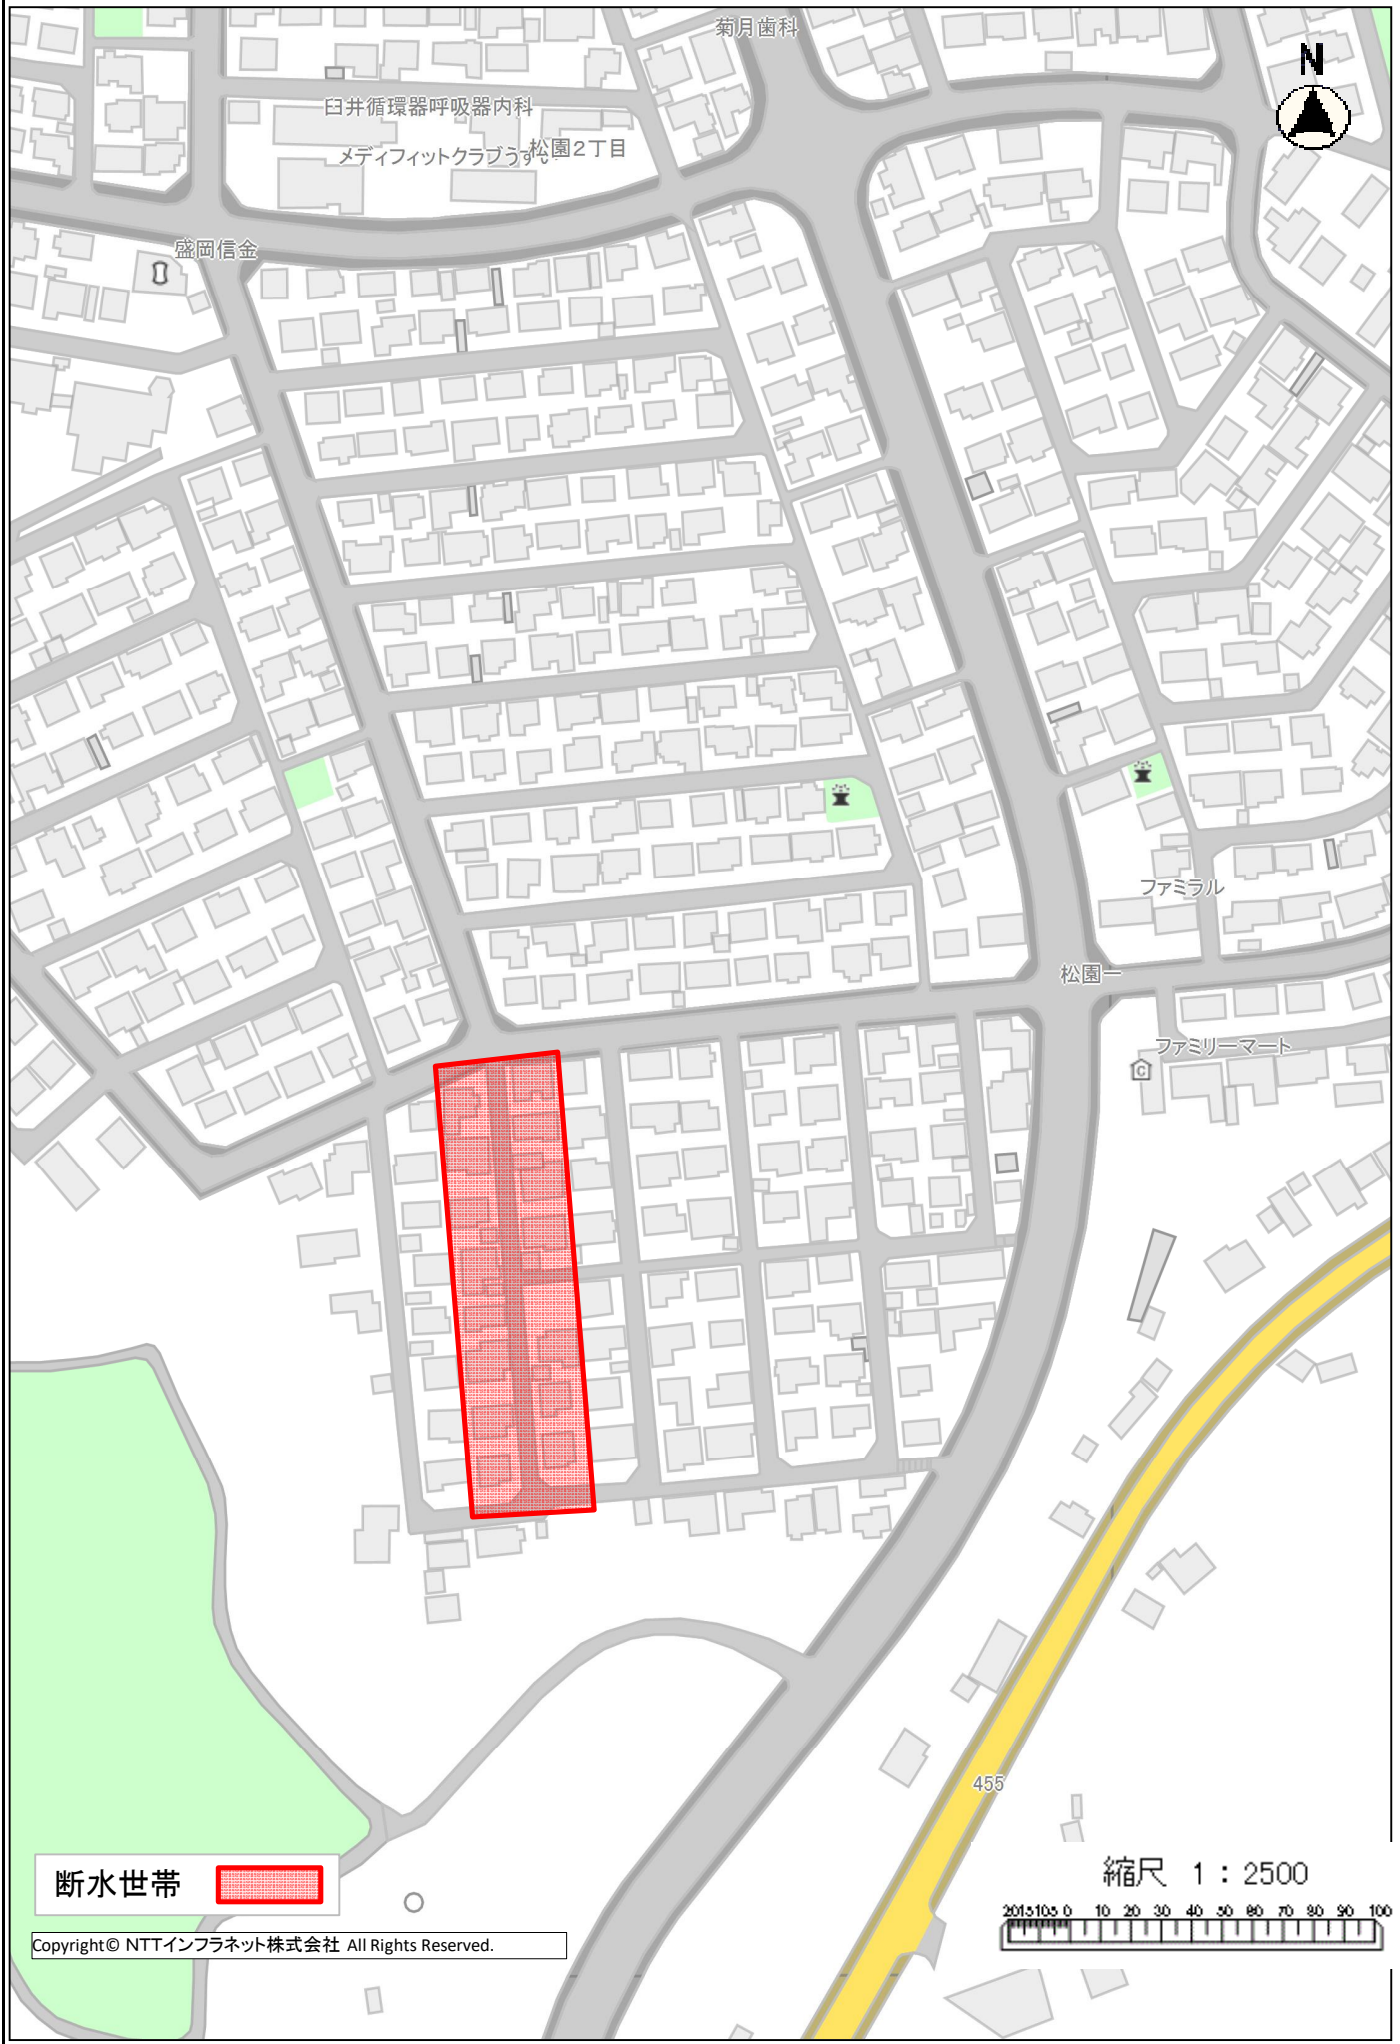 菊月歯科
N
臼井循環器呼吸器内科
メディフィットクラブうすい
松園2丁目
盛岡信金
ファミラル
松園一
ファミリーマート
C
455
断水世帯
縮尺 1:2500
20 15 10 5 0 10 20 30 40 50 60 70 80 90 100
Copyright© NTTインフラネット株式会社 All Rights Reserved.